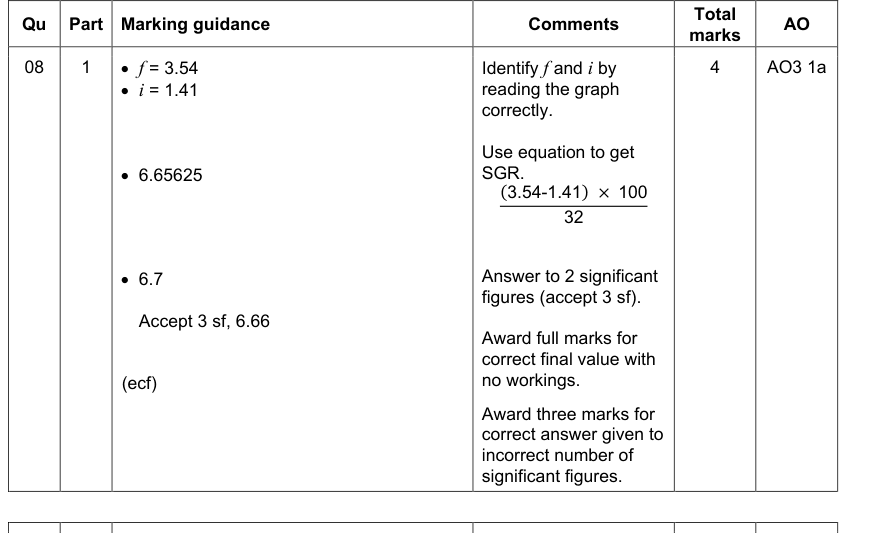 Qu Part Marking guidance Comments Total marks AO
08 1 • f = 3.54 Identify f and i by 4 AO3 1a
• i = 1.41 reading the graph
correctly.
Use equation to get
• 6.65625 SGR.
(3.54-1.41) × 100
32
• 6.7 Answer to 2 significant
figures (accept 3 sf).
Accept 3 sf, 6.66
Award full marks for
correct final value with
(ecf) no workings.
Award three marks for
correct answer given to
incorrect number of
significant figures.